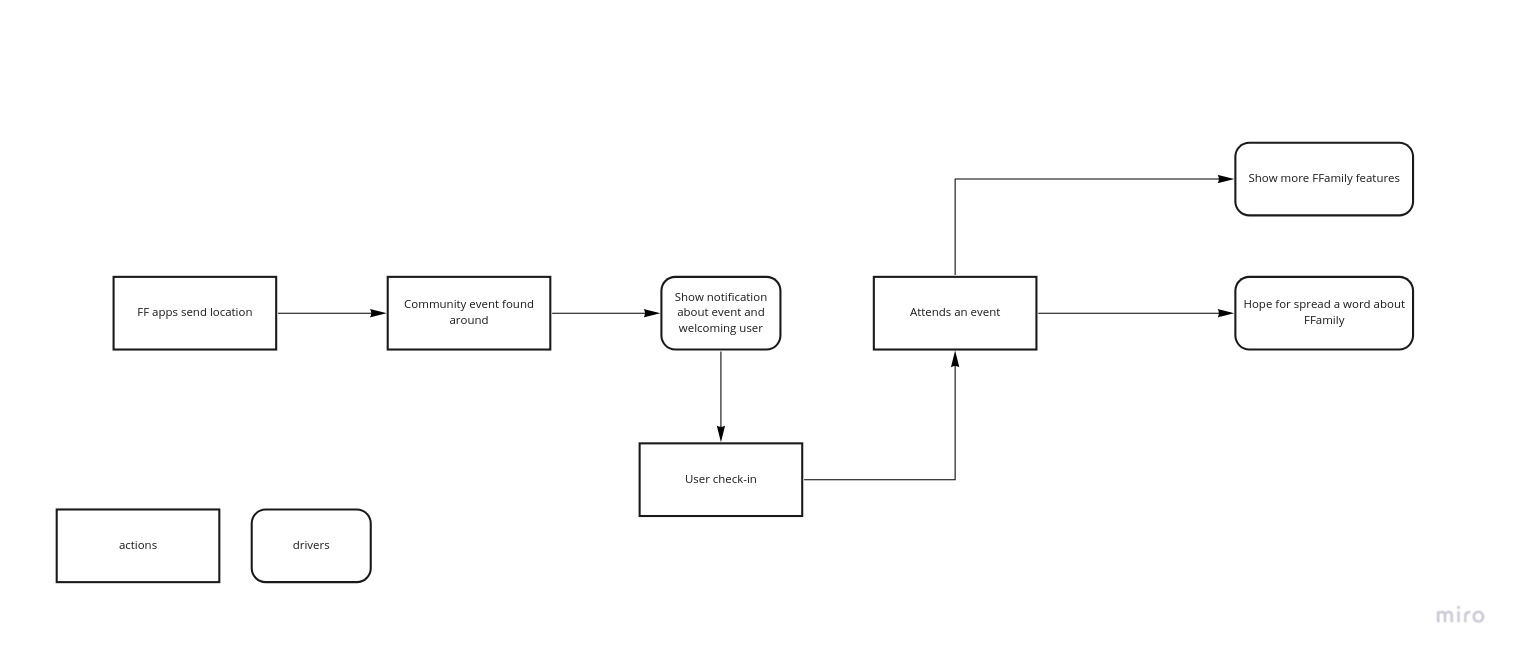 Show more FFamily features
FF apps send location
Community event found
around
Show notification
about event and
welcoming user
Attends an event
Hope for spread a word about
FFamily
User check-in
actions
drivers
miro